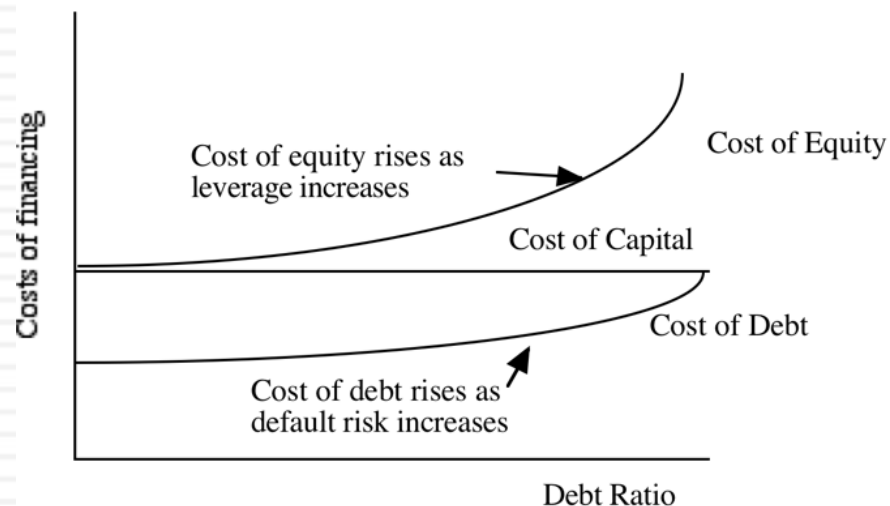 Costs of financing
Cost of equity rises as
leverage increases
Cost of Equity
Cost of Capital
Cost of Debt
Cost of debt rises as
default risk increases
Debt Ratio